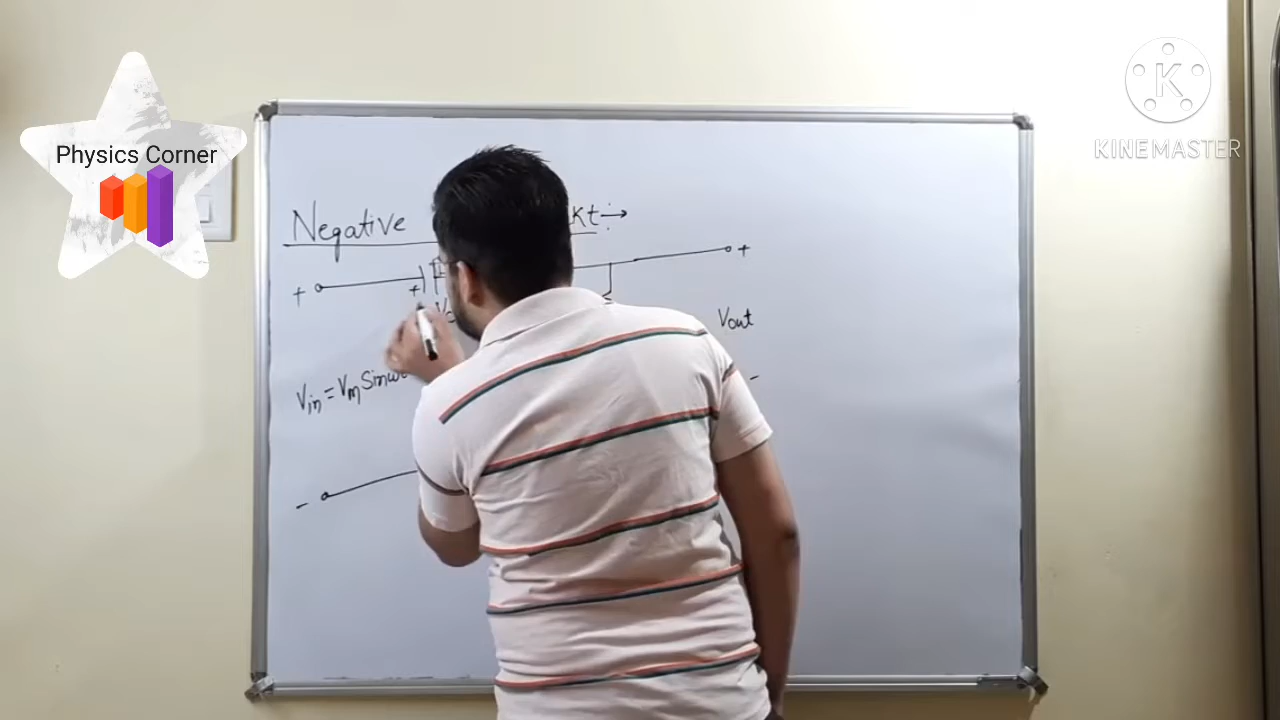 Physics Corner
K
KINEMASTER
Negative
Kt:→
+
+
+
Vout
Vin = Vm Sinω
-
-